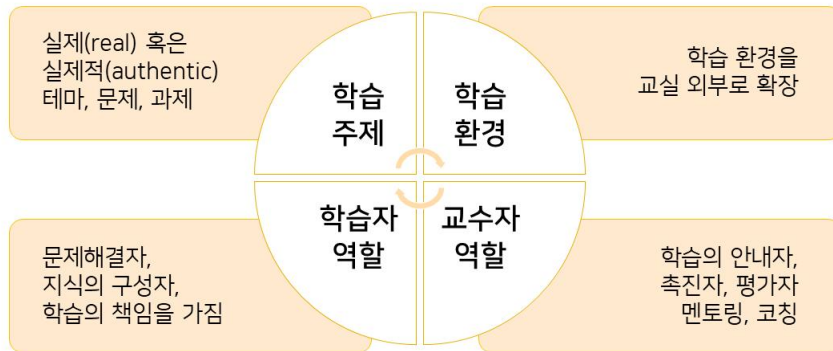 실제(real) 혹은
실제적(authentic)
테마, 문제, 과제
학습
주제
학습
환경
학습 환경을
교실 외부로 확장
문제해결자,
지식의 구성자,
학습의 책임을 가짐
학습자
역할
교수자
역할
학습의 안내자,
촉진자, 평가자
멘토링, 코칭